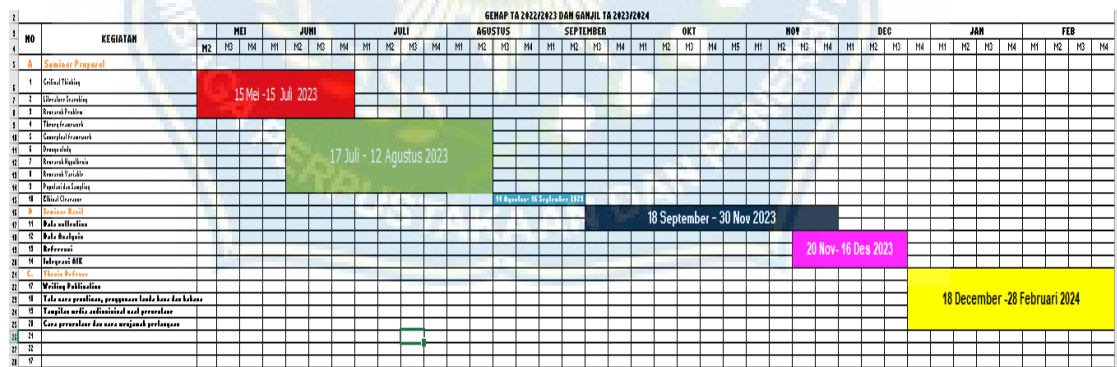 GENAP TA 2022/2023 DAN GANJIL TA 2023/2024
NO KEGIATAN MEI JUNI JULI AGUSTUS SEPTEMBER OKT NOV DEC JAN FEB
M2 M3 M4 M1 M2 M3 M4 M1 M2 M3 M4 M1 M2 M3 M4 M1 M2 M3 M4 M1 M2 M3 M4 M5 M1 M2 M3 M4 M1 M2 M3 M4 M1 M2 M3 M4 M1 M2 M3 M4
A Seminar Proposal
1 Critical Thinking
2 Literature Searching
15 Mei -15 Juli 2023
3 Research Problem
4 Theory framework
5 Conceptual framework
6
7 Research Hypothesis
17 Juli - 12 Agustus 2023
8 Research Variable
9 Populasi dan Sampling
10 Ethical Clearance
14 Agustus- 16 September 2023
Seminar Hasil
11 Data collection
18 September - 30 Nov 2023
12 Data Analysis
13 Referensi
20 Nov- 16 Des 2023
14 Integrasi AIK
C. Thesis Defense
17 Writing Publication
18 Tata cara penulisan, penggunaan tanda baca dan bahasa
18 December -28 Februari 2024
19 Tampilan media audiovisual saat
20 Cara dan cara menjawab pertanyaan
21
22
17